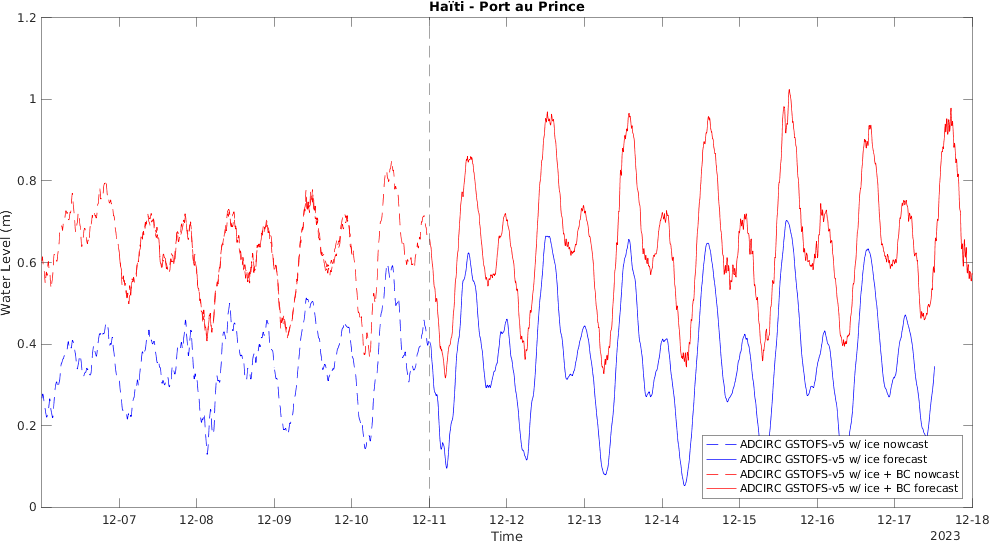 Haïti - Port au Prince
Water Level (m)
1.2
1
0.8
0.6
0.4
0.2
0
12-07 12-08 12-09 12-10 12-11 12-12 12-13 12-14 12-15 12-16 12-17 12-18
Time
2023
ADCIRC GSTOFS-v5 w/ ice nowcast
ADCIRC GSTOFS-v5 w/ ice forecast
ADCIRC GSTOFS-v5 w/ ice + BC nowcast
ADCIRC GSTOFS-v5 w/ ice + BC forecast